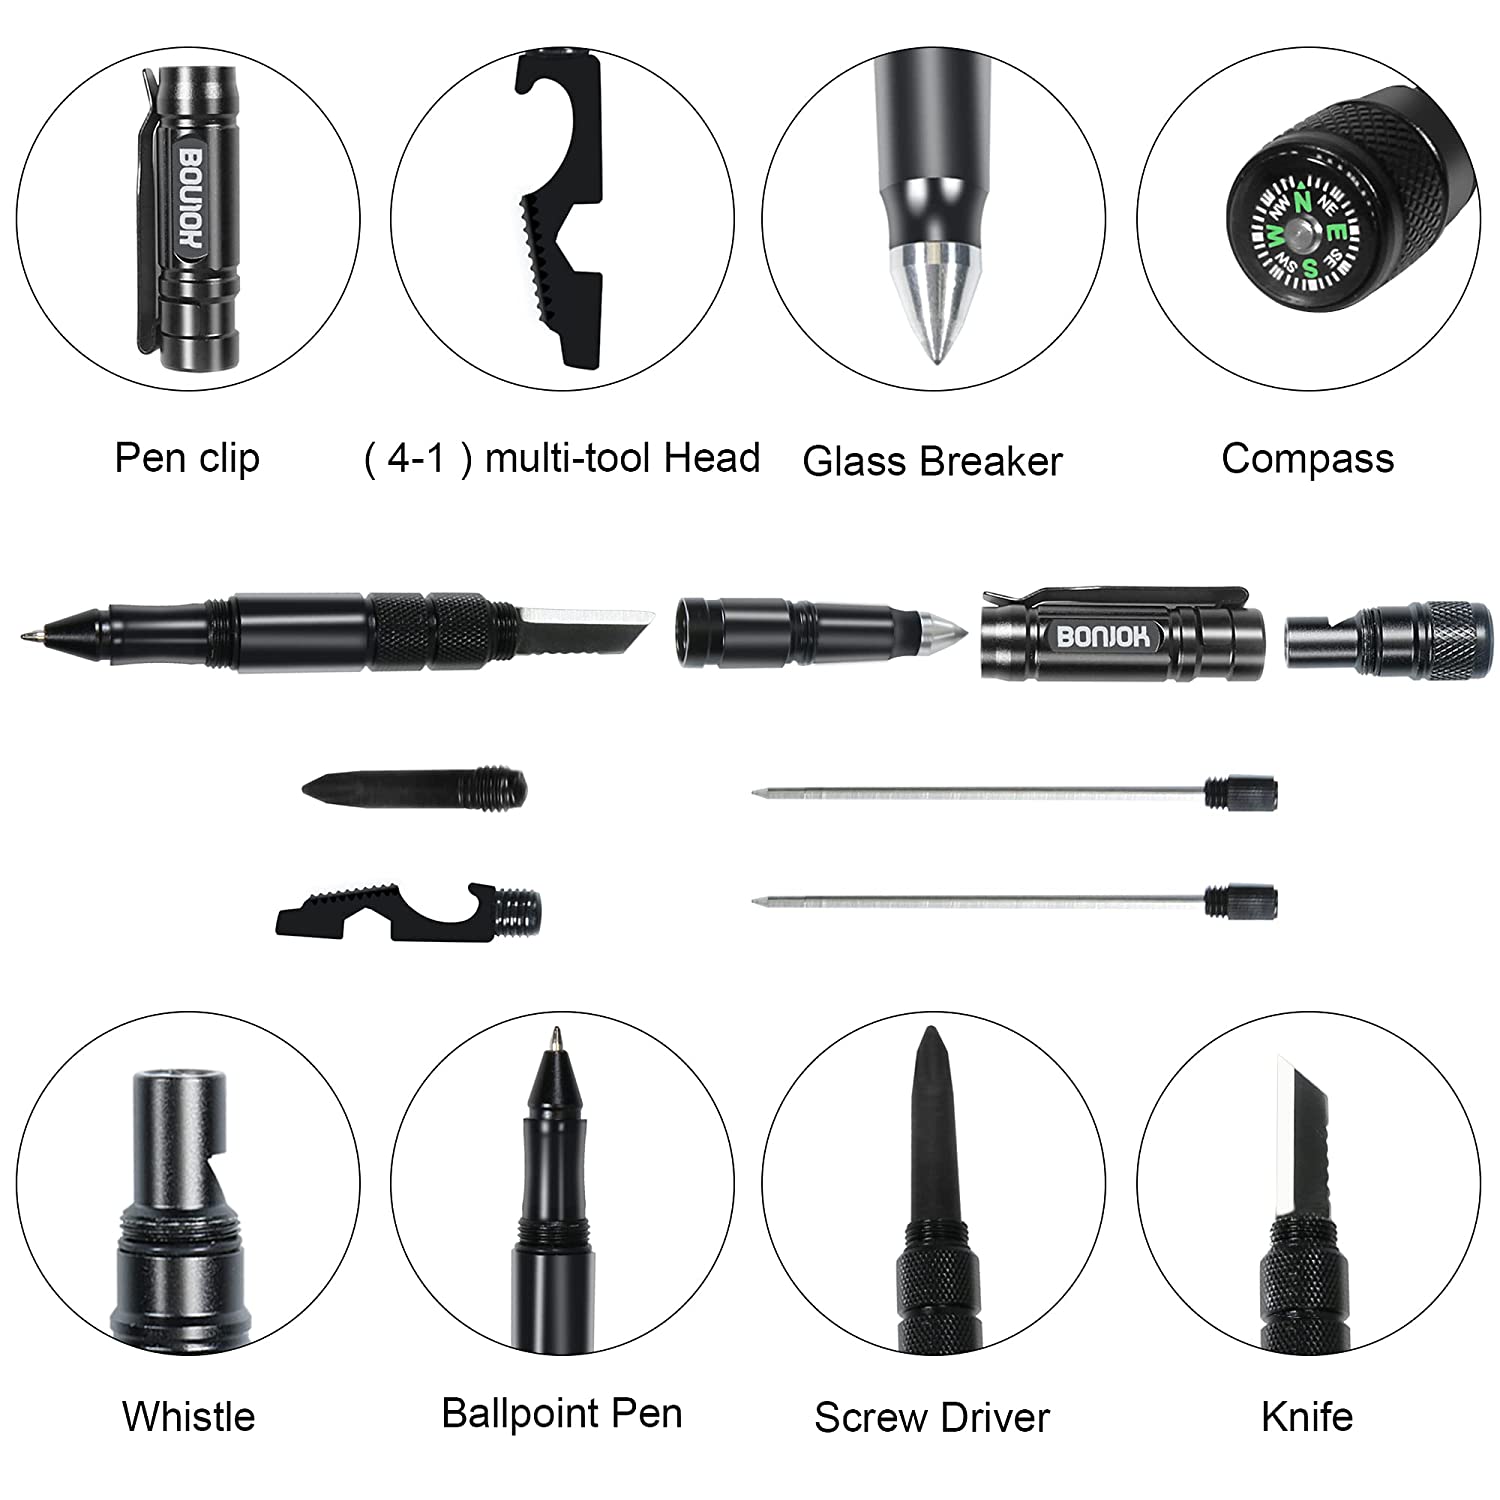 BONJOK
N
NE
E
SE
S
SW
W
NW
Pen clip
( 4-1 ) multi-tool Head
Glass Breaker
Compass
BONJOK
Whistle
Ballpoint Pen
Screw Driver
Knife